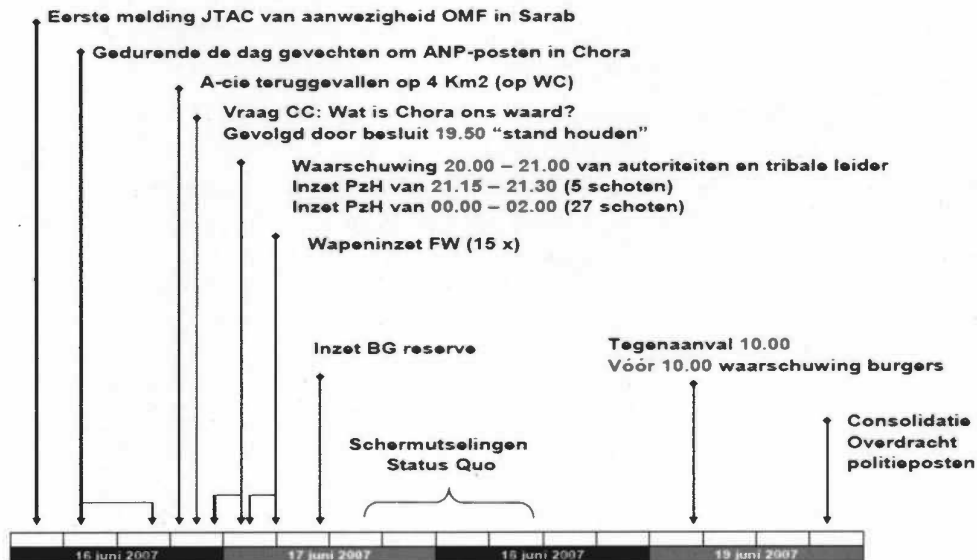 Eerste melding JTAC van aanwezigheid OMF in Sarab
Gedurende de dag gevechten om ANP-posten in Chora
A-cie teruggevallen op 4 Km2 (op WC)
Vraag CC: Wat is Chora ons waard?
Gevolgd door besluit 19.50 “stand houden”
Waarschuwing 20.00 – 21.00 van autoriteiten en tribale leider
Inzet PzH van 21.15 – 21.30 (5 schoten)
Inzet PzH van 00.00 – 02.00 (27 schoten)
Wapeninzet FW (15 x)
Inzet BG reserve
Tegenaanval 10.00
Vóór 10.00 waarschuwing burgers
Consolidatie
Overdracht
politieposten
Schermutselingen
Status Quo
16 juni 2007
17 juni 2007
18 juni 2007
19 juni 2007